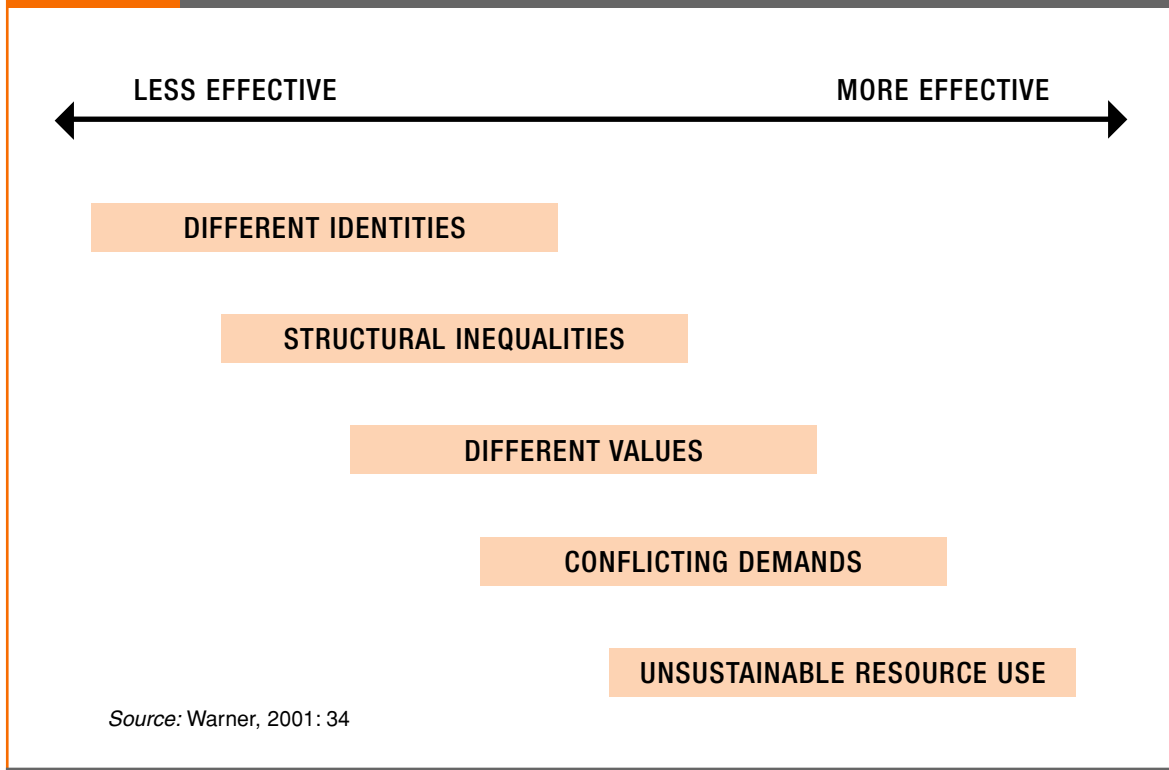 LESS EFFECTIVE MORE EFFECTIVE
DIFFERENT IDENTITIES
STRUCTURAL INEQUALITIES
DIFFERENT VALUES
CONFLICTING DEMANDS
UNSUSTAINABLE RESOURCE USE
Source: Warner, 2001: 34